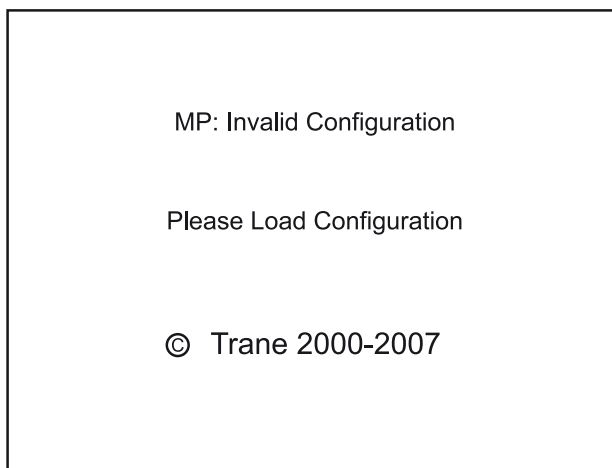 MP: Invalid Configuration
Please Load Configuration
© Trane 2000-2007